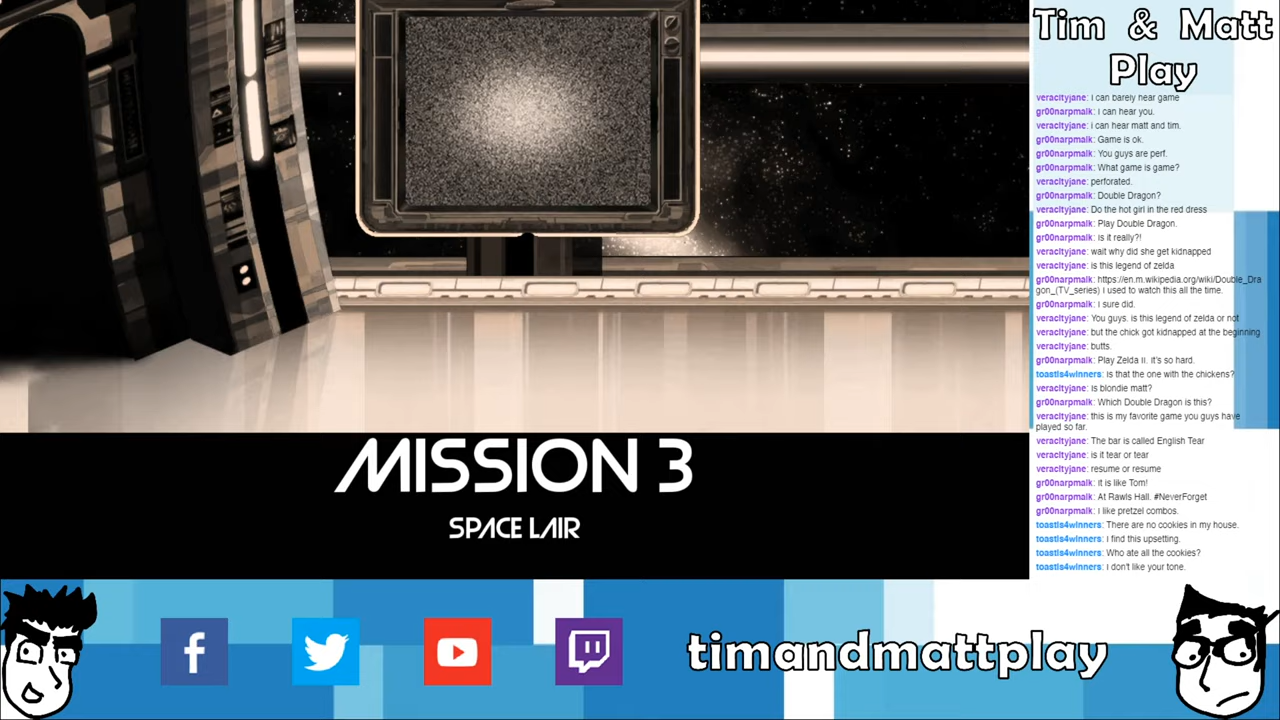 Tim & Matt
Play
veracityjane: I can barely hear game
gr00narpmalk: I can hear you.
veracityjane: i can hear matt and tim.
gr00narpmalk: Game is ok.
gr00narpmalk: You guys are perf.
gr00narpmalk: What game is game?
veracityjane: perforated.
gr00narpmalk: Double Dragon?
veracityjane: Do the hot girl in the red dress
gr00narpmalk: Play Double Dragon.
gr00narpmalk: Is it really?!
veracityjane: wait why did she get kidnapped
veracityjane: is this legend of zelda
gr00narpmalk: https://en.m.wikipedia.org/wiki/Double_Dra
gon_(TV_series) I used to watch this all the time.
gr00narpmalk: I sure did.
veracityjane: You guys. is this legend of zelda or not
veracityjane: but the chick got kidnapped at the beginning
veracityjane: butts.
gr00narpmalk: Play Zelda II. It's so hard.
toastis4winners: is that the one with the chickens?
veracityjane: is blondie matt?
gr00narpmalk: Which Double Dragon is this?
veracityjane: this is my favorite game you guys have
played so far.
veracityjane: The bar is called English Tear
veracityjane: is it tear or tear
veracityjane: resume or resume
gr00narpmalk: it is like Tom!
gr00narpmalk: At Rawls Hall. #NeverForget
gr00narpmalk: I like pretzel combos.
toastis4winners: There are no cookies in my house.
toastis4winners: I find this upsetting.
toastis4winners: Who ate all the cookies?
toastis4winners: I don't like your tone.
MISSION 3
SPACE LAIR
timandmattplay